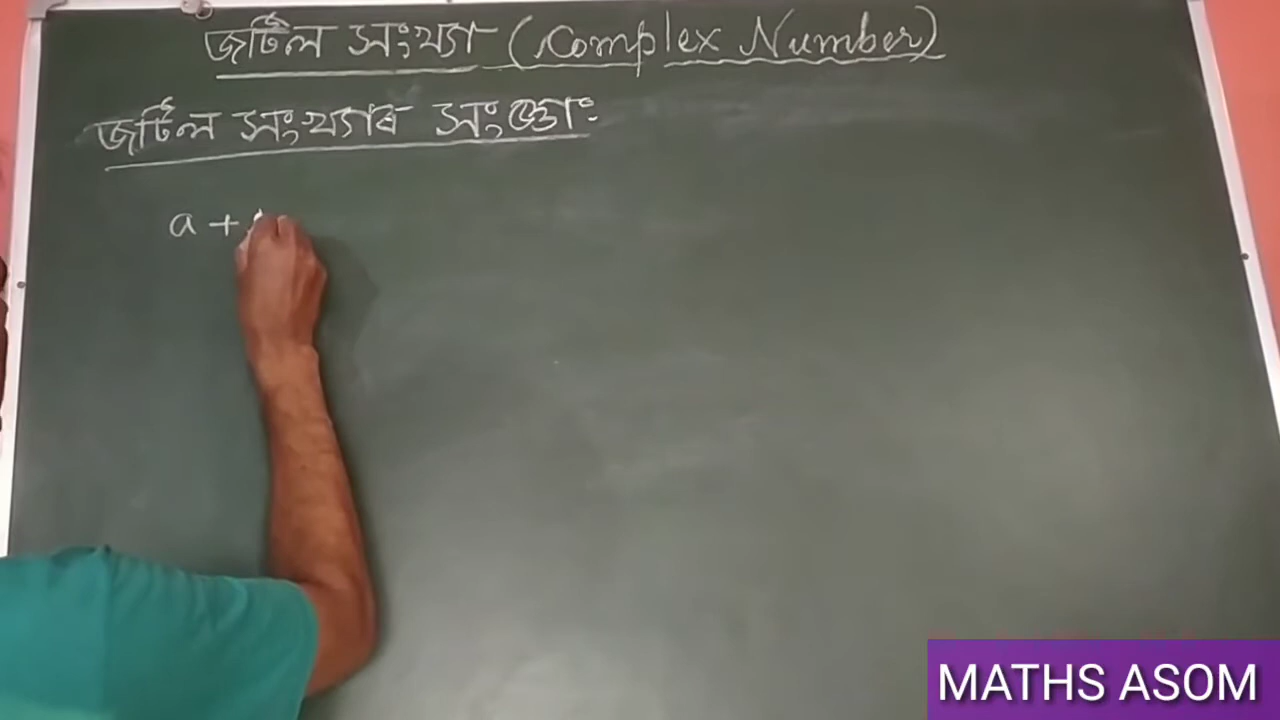 জটিল সংখ্যা (Complex Number)
জটিল সংখ্যাৰ সংজ্ঞাঃ
a +
MATHS ASOM